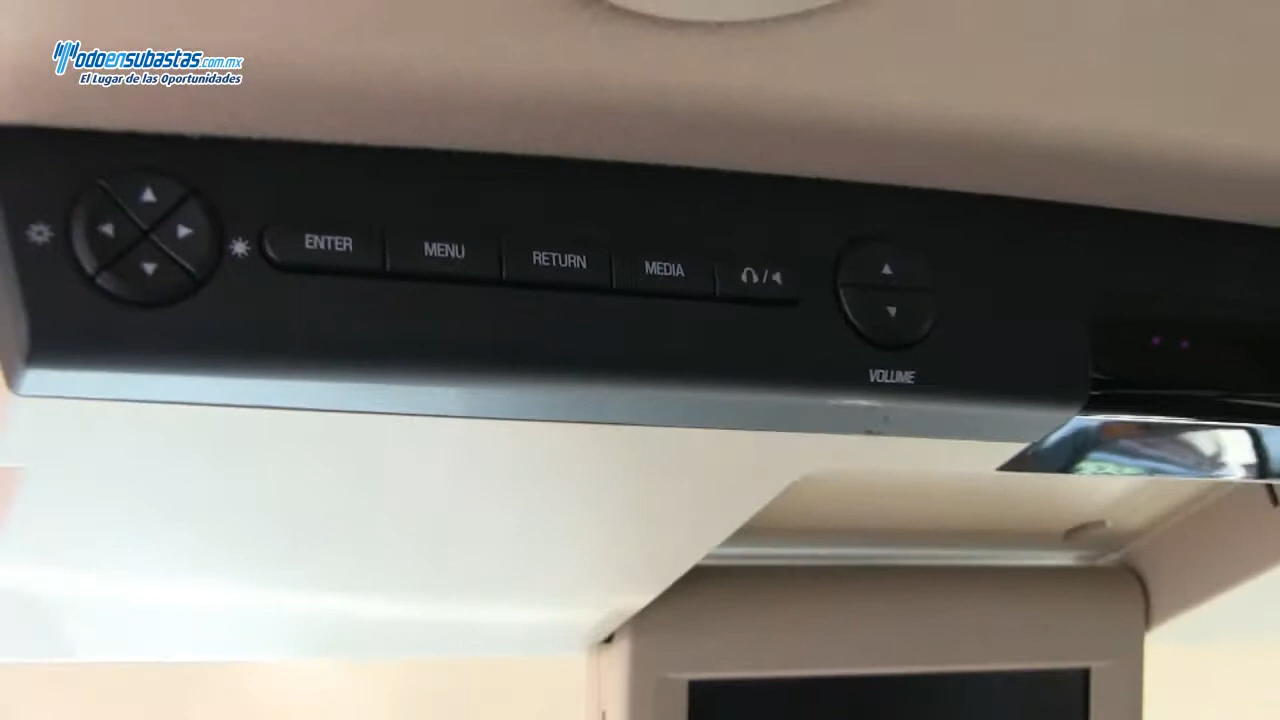 Todoensubastas.com.mx
El Lugar de las Oportunidades
ENTER MENU RETURN MEDIA /
VOLUME